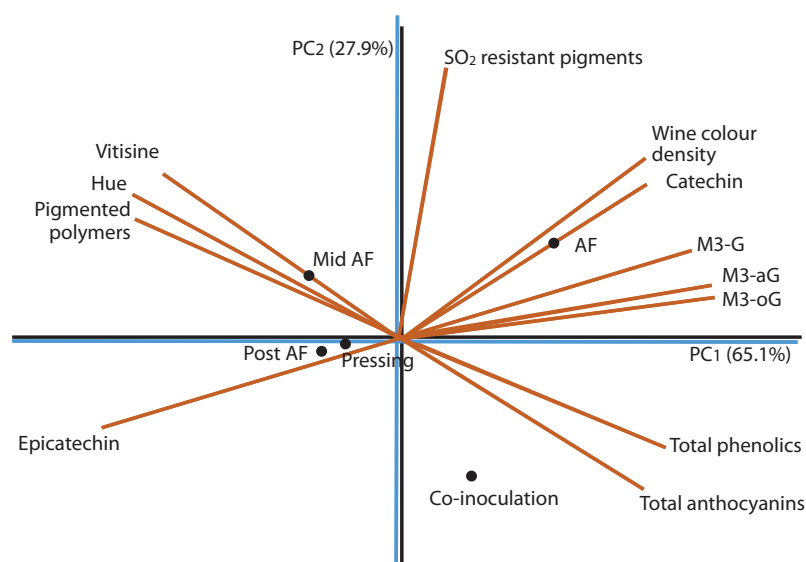 PC2 (27.9%)
SO2 resistant pigments
Wine colour
density
Vitisine
Catechin
Hue
Pigmented
polymers
M3-G
AF
Mid AF
M3-aG
M3-oG
Post AF
Pressing
PC1 (65.1%)
Epicatechin
Total phenolics
Co-inoculation
Total anthocyanins